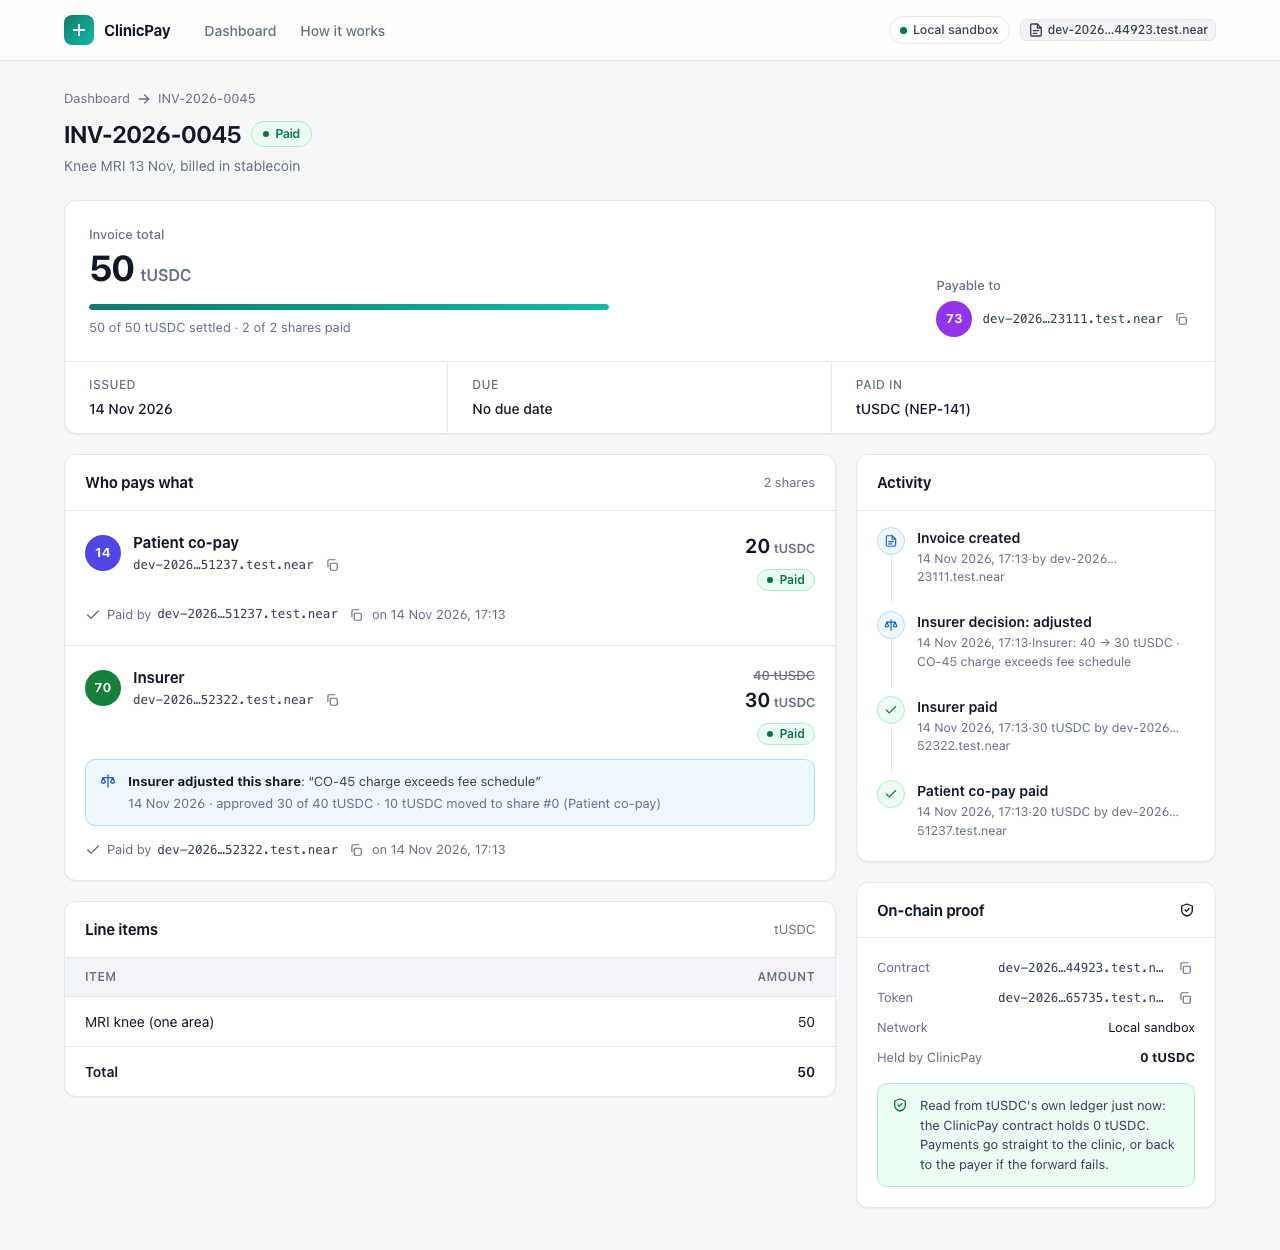 ClinicPay
Dashboard
How it works
Local sandbox
dev-2026…44923.test.near
Dashboard → INV-2026-0045
INV-2026-0045
Paid
Knee MRI 13 Nov, billed in stablecoin
Invoice total
50 tUSDC
50 of 50 tUSDC settled · 2 of 2 shares paid
Payable to
73
dev-2026…23111.test.near
ISSUED
14 Nov 2026
DUE
No due date
PAID IN
tUSDC (NEP-141)
Who pays what
2 shares
14
Patient co-pay
dev-2026…51237.test.near
20 tUSDC
Paid
Paid by dev-2026…51237.test.near on 14 Nov 2026, 17:13
70
Insurer
dev-2026…52322.test.near
40 tUSDC
30 tUSDC
Paid
Insurer adjusted this share: “CO-45 charge exceeds fee schedule”
14 Nov 2026 · approved 30 of 40 tUSDC · 10 tUSDC moved to share #0 (Patient co-pay)
Paid by dev-2026…52322.test.near on 14 Nov 2026, 17:13
Line items
tUSDC
ITEM
AMOUNT
MRI knee (one area)
50
Total
50
Activity
Invoice created
14 Nov 2026, 17:13·by dev-2026…
23111.test.near
Insurer decision: adjusted
14 Nov 2026, 17:13·Insurer: 40 → 30 tUSDC ·
CO-45 charge exceeds fee schedule
Insurer paid
14 Nov 2026, 17:13·30 tUSDC by dev-2026…
52322.test.near
Patient co-pay paid
14 Nov 2026, 17:13·20 tUSDC by dev-2026…
51237.test.near
On-chain proof
Contract
dev-2026…44923.test.n…
Token
dev-2026…65735.test.n…
Network
Local sandbox
Held by ClinicPay
0 tUSDC
Read from tUSDC's own ledger just now:
the ClinicPay contract holds 0 tUSDC.
Payments go straight to the clinic, or back
to the payer if the forward fails.